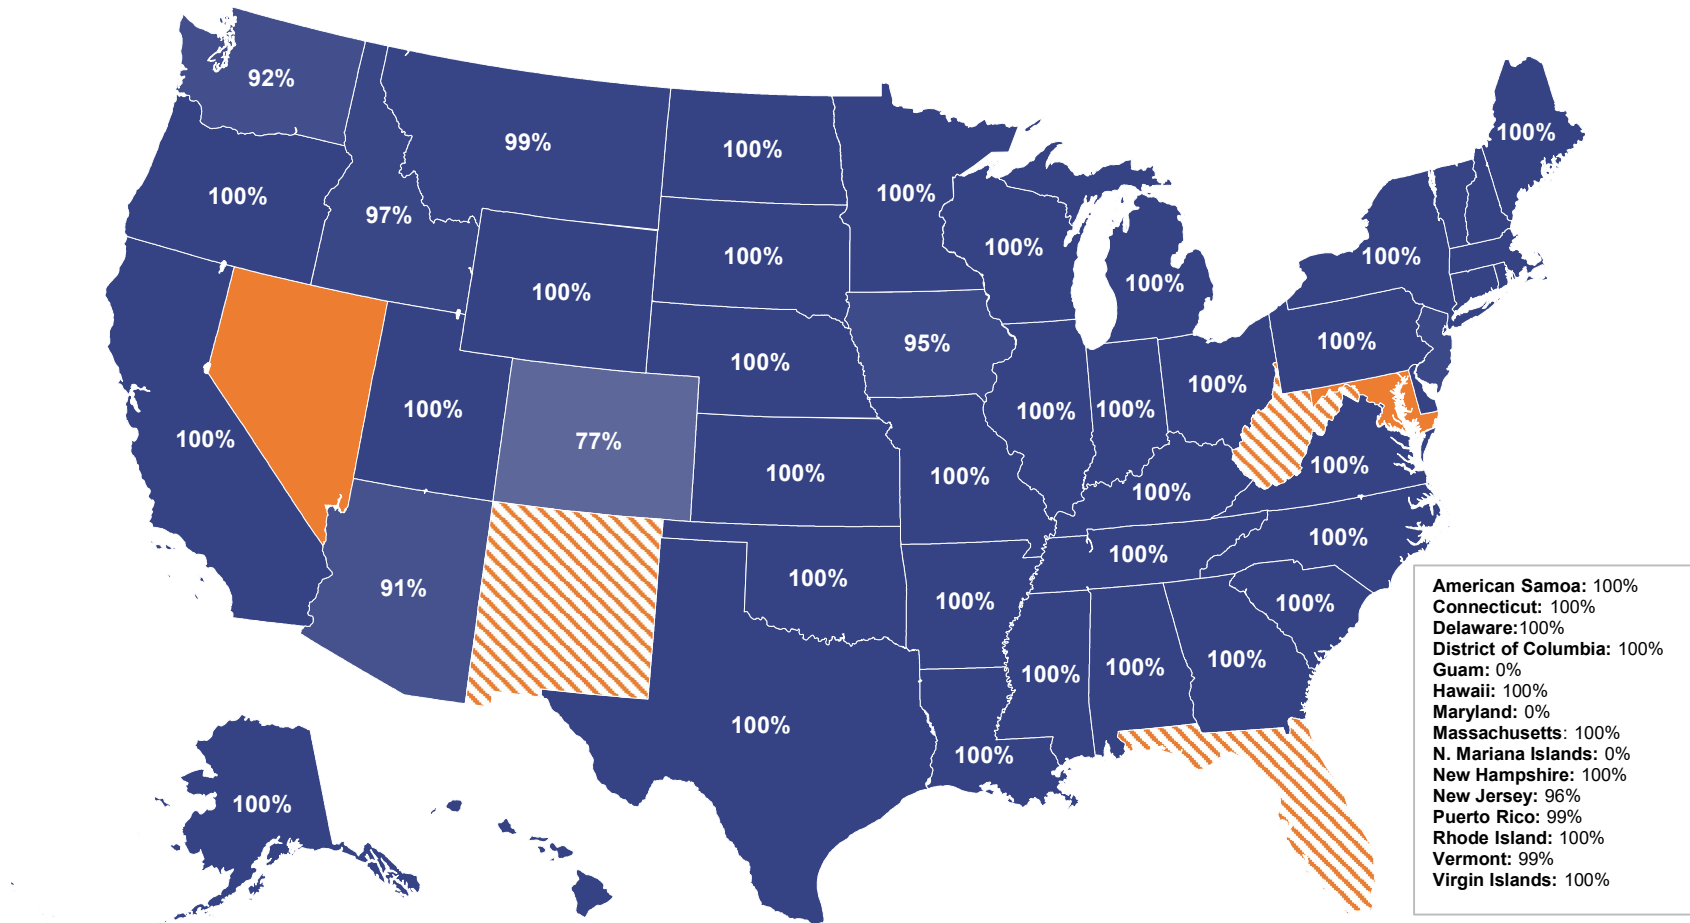 92%
99%
100%
100%
100%
100%
97%
100%
100%
100%
100%
100%
100%
95%
100%
100%
100%
100%
100%
100%
100%
77%
100%
100%
100%
100%
100%
100%
100%
91%
100%
100%
100%
100%
100%
100%
100%
100%
100%
100%
American Samoa: 100%
Connecticut: 100%
Delaware:100%
District of Columbia: 100%
Guam: 0%
Hawaii: 100%
Maryland: 0%
Massachusetts: 100%
N. Mariana Islands: 0%
New Hampshire: 100%
New Jersey: 96%
Puerto Rico: 99%
Rhode Island: 100%
Vermont: 99%
Virgin Islands: 100%